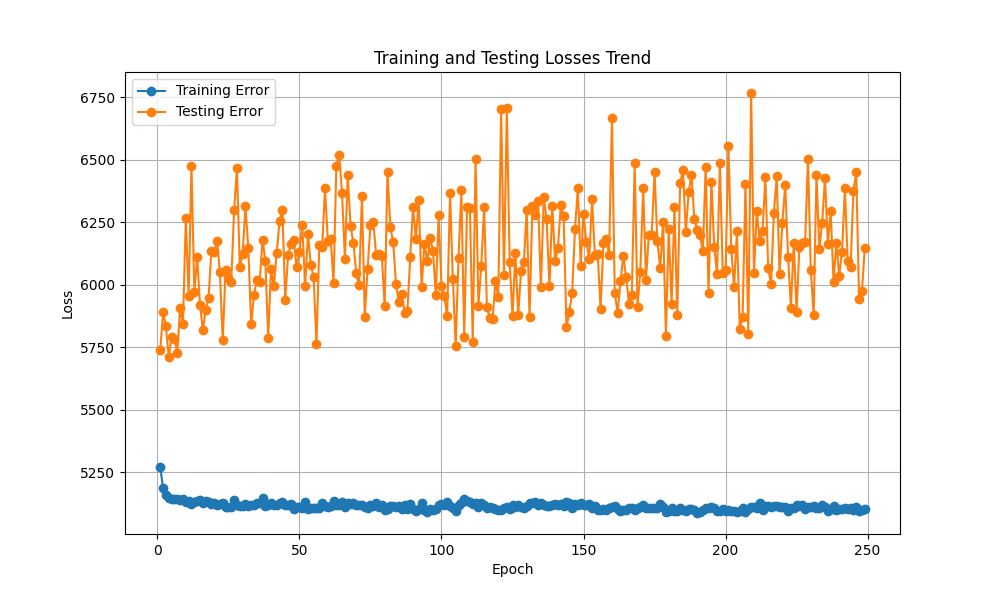 Training and Testing Losses Trend
Training Error
Testing Error
6750
6500
6250
6000
5750
5500
5250
Loss
0
50
100
150
200
250
Epoch